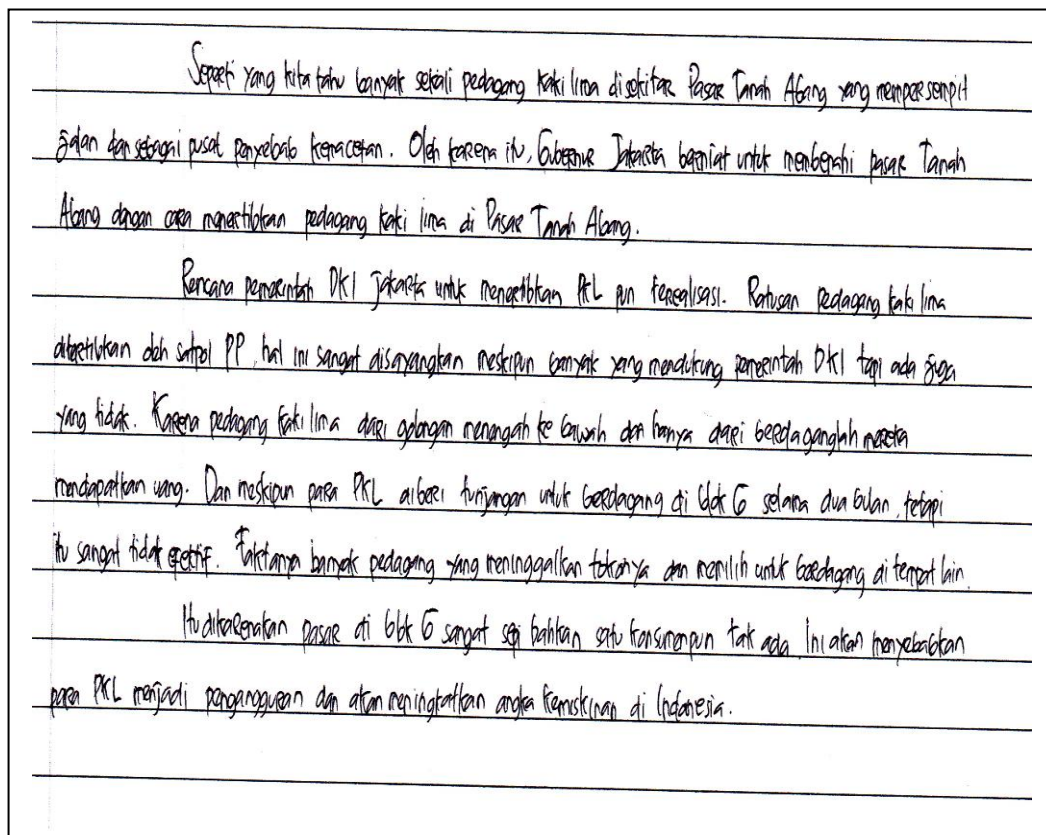 Seperti yang kita tahu banyak sekali pedagang kaki lima disekitar Pasar Tanah Abang yang mempersempit
jalan dan sebagai pusat penyebab kemacetan. Oleh karena itu, Gubernur Jakarta berniat untuk membenahi pasar Tanah
Abang dengan cara menertibkan pedagang kaki lima di Pasar Tanah Abang.
Rencana pemerintah DKI Jakarta untuk menertibkan PKL pun terealisasi. Ratusan pedagang kaki lima
ditertibkan oleh satpol PP, hal ini sangat disayangkan meskipun banyak yang mendukung pemerintah DKI tapi ada juga
yang tidak. Karena pedagang kaki lima dari golongan menengah ke bawah dan hanya dari berdaganglah mereka
mendapatkan uang. Dan meskipun para PKL diberi tunjangan untuk berdagang di blok G selama dua bulan, tetapi
itu sangat tidak efektif. Faktanya banyak pedagang yang meninggalkan tokonya dan memilih untuk berdagang di tempat lain.
Itu dikarenakan pasar di blok G sangat sepi bahkan satu konsumenpun tak ada. Ini akan menyebabkan
para PKL menjadi pengangguran dan akan meningkatkan angka kemiskinan di Indonesia.